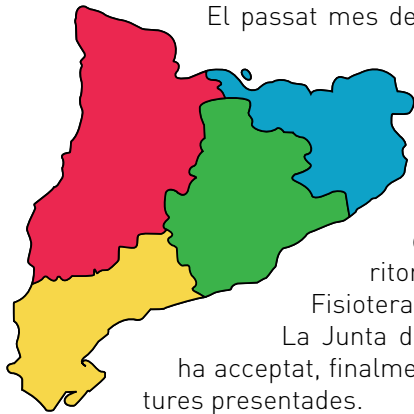 El passat mes de
ritor
Fisiotera
La Junta d
ha acceptat, finalme
tures presentades.